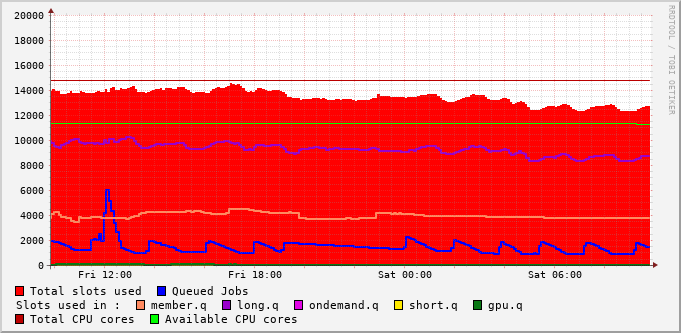 20000
18000
16000
14000
12000
10000
8000
6000
4000
2000
0
Fri 12:00 Fri 18:00 Sat 00:00 Sat 06:00
RRDTOOL / TOBI OETIKER
Total slots used Queued Jobs
Slots used in : member.q long.q ondemand.q short.q gpu.q
Total CPU cores Available CPU cores